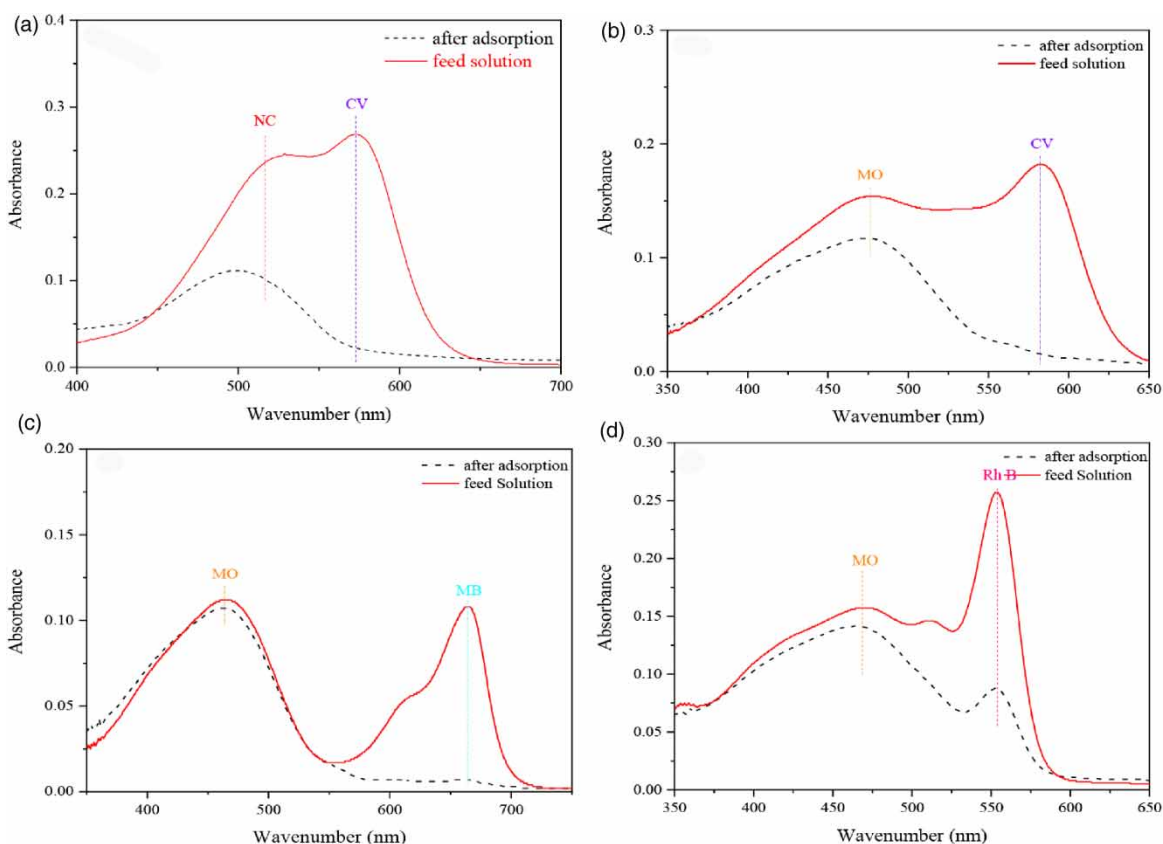 (a)
0.4
0.3
0.2
0.1
0.0
Absorbance
after adsorption
feed solution
NC
CV
400
500
600
700
Wavenumber (nm)
(b)
0.3
0.2
0.1
0.0
Absorbance
after adsorption
feed solution
MO
CV
350
400
450
500
550
600
650
Wavenumber (nm)
(c)
0.20
0.15
0.10
0.05
0.00
Absorbance
after adsorption
feed Solution
MO
MB
400
500
600
700
Wavenumber (nm)
(d)
0.30
0.25
0.20
0.15
0.10
0.05
0.00
Absorbance
after adsorption
feed Solution
Rh B
MO
350
400
450
500
550
600
650
Wavenumber (nm)